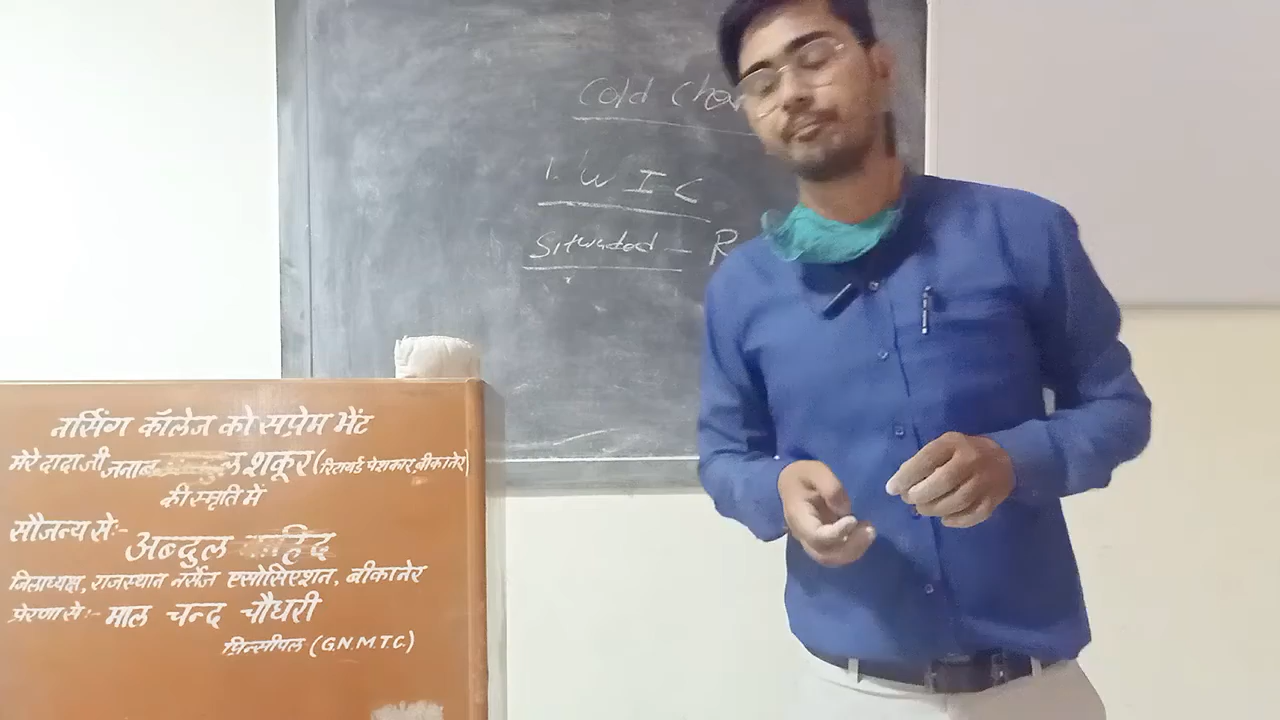 Cold
1. W I C
Situated - R
नर्सिंग कॉलेज को सप्रेम भेंट
मेरे दादाजी जनाब शकूर (रिटायर्ड पेशकार, बीकानेर)
की स्मृति में
सौजन्य से:-
अब्दुल
जिलाध्यक्ष, राजस्थान नर्सेज एसोसिएशन, बीकानेर
प्रेरणा से:- माल चन्द चौधरी
प्रिन्सीपल (G.N.M.T.C.)